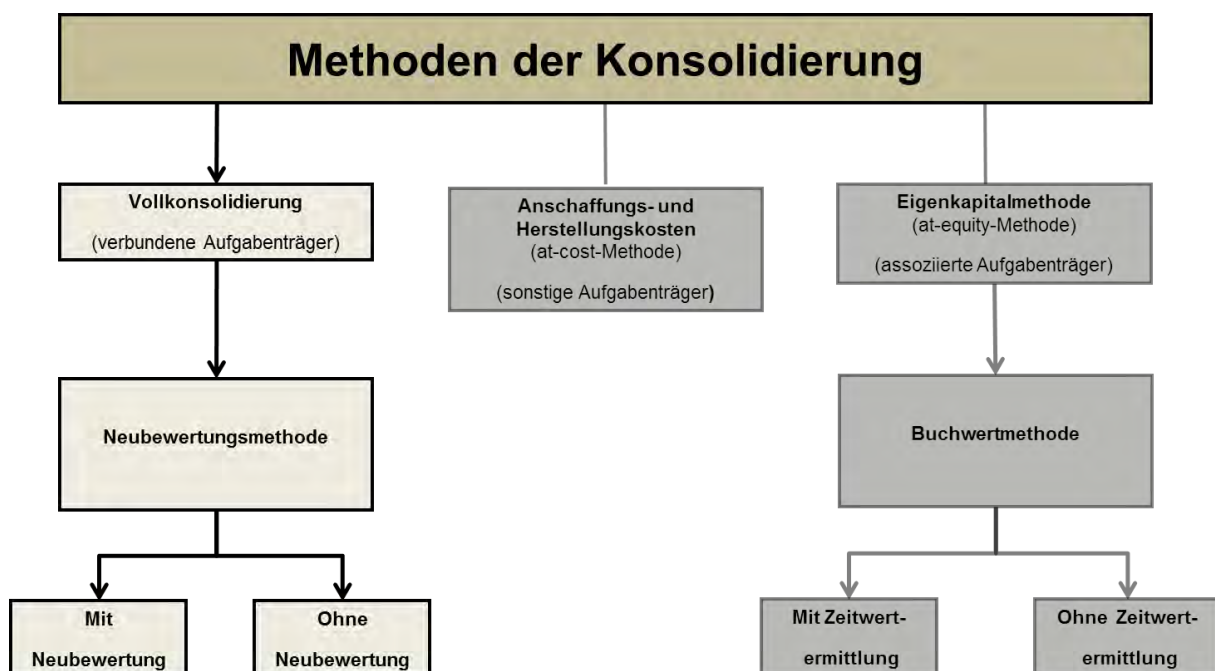 Methoden der Konsolidierung
Vollkonsolidierung
(verbundene Aufgabenträger)
Anschaffungs- und
Herstellungskosten
(at-cost-Methode)
(sonstige Aufgabenträger)
Eigenkapitalmethode
(at-equity-Methode)
(assoziierte Aufgabenträger)
Neubewertungsmethode
Buchwertmethode
Mit
Neubewertung
Ohne
Neubewertung
Mit Zeitwert-
ermittlung
Ohne Zeitwert-
ermittlung